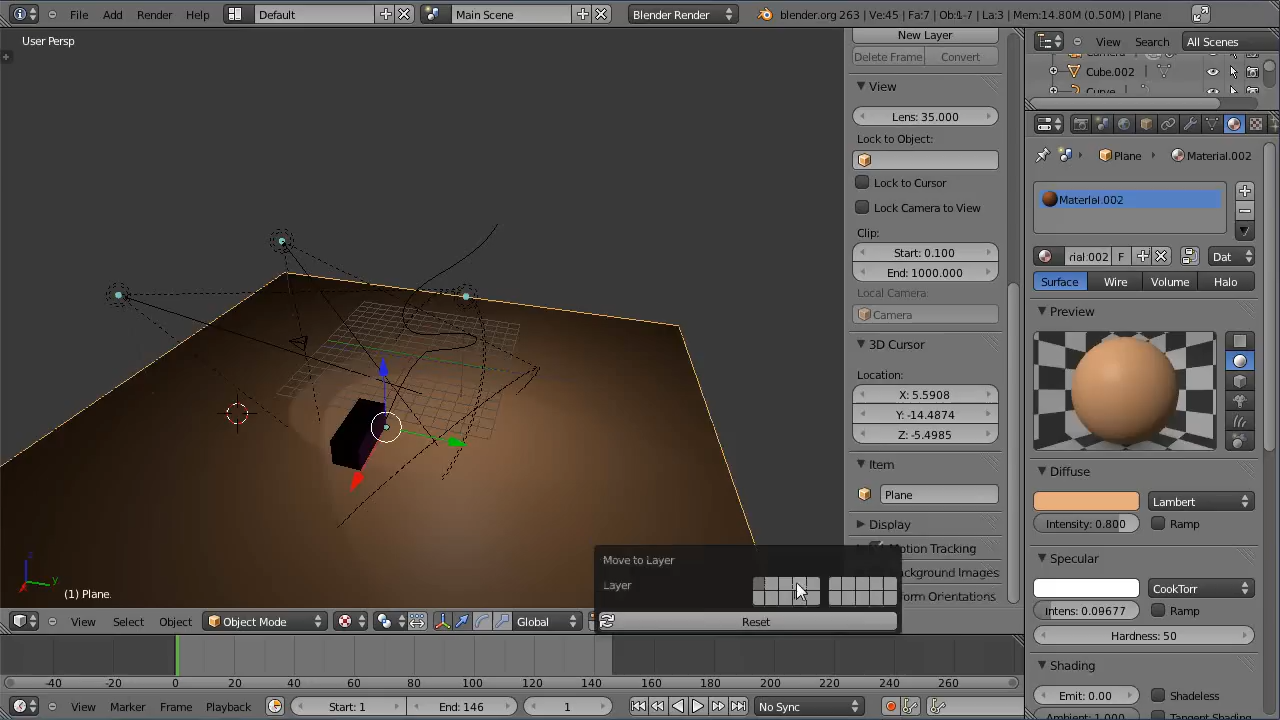 File Add Render Help Default Main Scene Blender Render blender.org 263 | Ve:45 | Fa:7 | Ob:1-7 | La:3 | Mem:14.80M (0.50M) | Plane
User Persp
New Layer
Delete Frame Convert
View
Lens: 35.000
Lock to Object:
Lock to Cursor
Lock Camera to View
Clip:
Start: 0.100
End: 1000.000
Local Camera:
Camera
3D Cursor
Location:
X: 5.5908
Y: -14.4874
Z: -5.4985
Item
Plane
Display
Motion Tracking
Background Images
orm Orientations
View Search All Scenes
Cube.002
Curve
Plane Material.002
Material.002
rial.002 F Dat
Surface Wire Volume Halo
Preview
Diffuse
Lambert
Intensity: 0.800 Ramp
Specular
CookTorr
Intens: 0.09677 Ramp
Hardness: 50
Shading
Emit: 0.00 Shadeless
Ambient: 1.000 Tangent Shading
Move to Layer
Layer
Reset
z
y
(1) Plane
View Select Object Object Mode Global
-40 -20 0 20 40 60 80 100 120 140 160 180 200 220 240 260
View Marker Frame Playback Start: 1 End: 146 1 No Sync